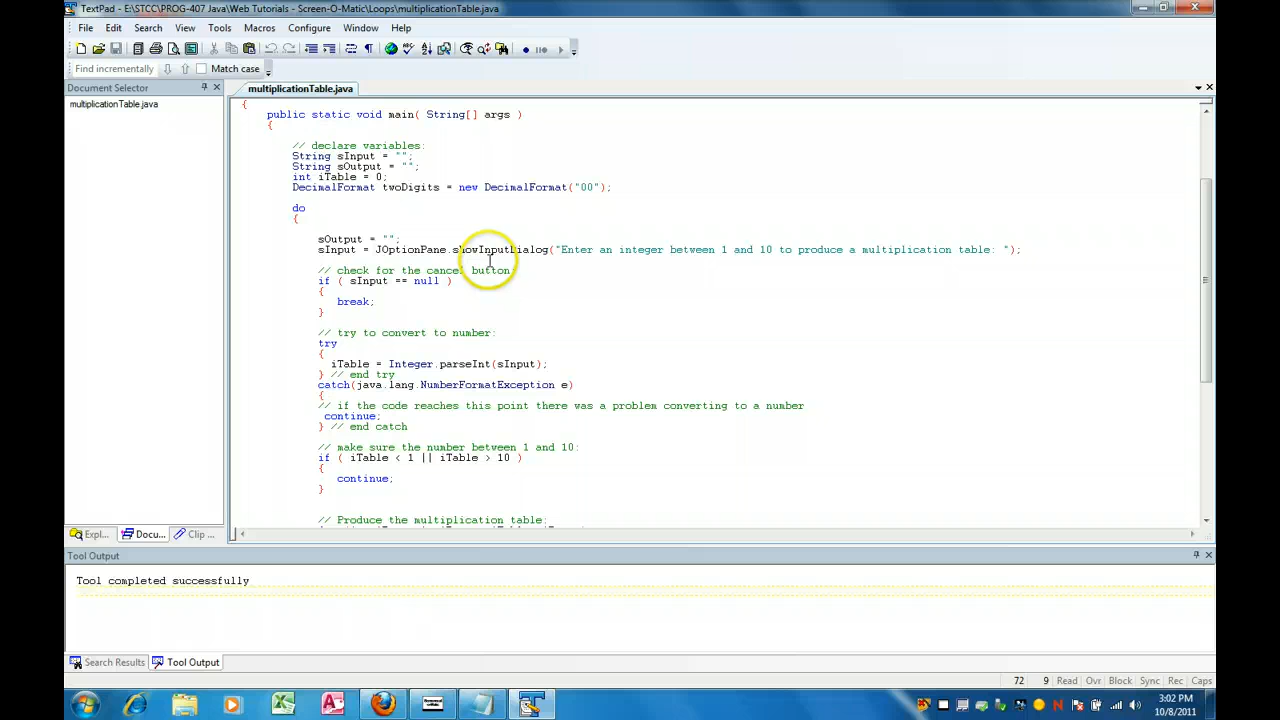 TextPad - E:\STCC\PROG-407 Java\Web Tutorials - Screen-O-Matic\Loops\multiplicationTable.java
File Edit Search View Tools Macros Configure Window Help
Find incrementally Match case
Document Selector
multiplicationTable.java
multiplicationTable.java
{
public static void main( String[] args )
{
// declare variables:
String sInput = "";
String sOutput = "";
int iTable = 0;
DecimalFormat twoDigits = new DecimalFormat("00");
do
{
sOutput = "";
sInput = JOptionPane.showInputDialog("Enter an integer between 1 and 10 to produce a multiplication table: ");
// check for the cancel button:
if ( sInput == null )
{
break;
}
// try to convert to number:
try
{
iTable = Integer.parseInt(sInput);
} // end try
catch(java.lang.NumberFormatException e)
{
// if the code reaches this point there was a problem converting to a number
continue;
} // end catch
// make sure the number between 1 and 10:
if ( iTable < 1 || iTable > 10 )
{
continue;
}
// Produce the multiplication table:
Expl... Docu... Clip ...
Tool Output
Tool completed successfully
Search Results Tool Output
72 9 Read Ovr Block Sync Rec Caps
3:02 PM
10/8/2011